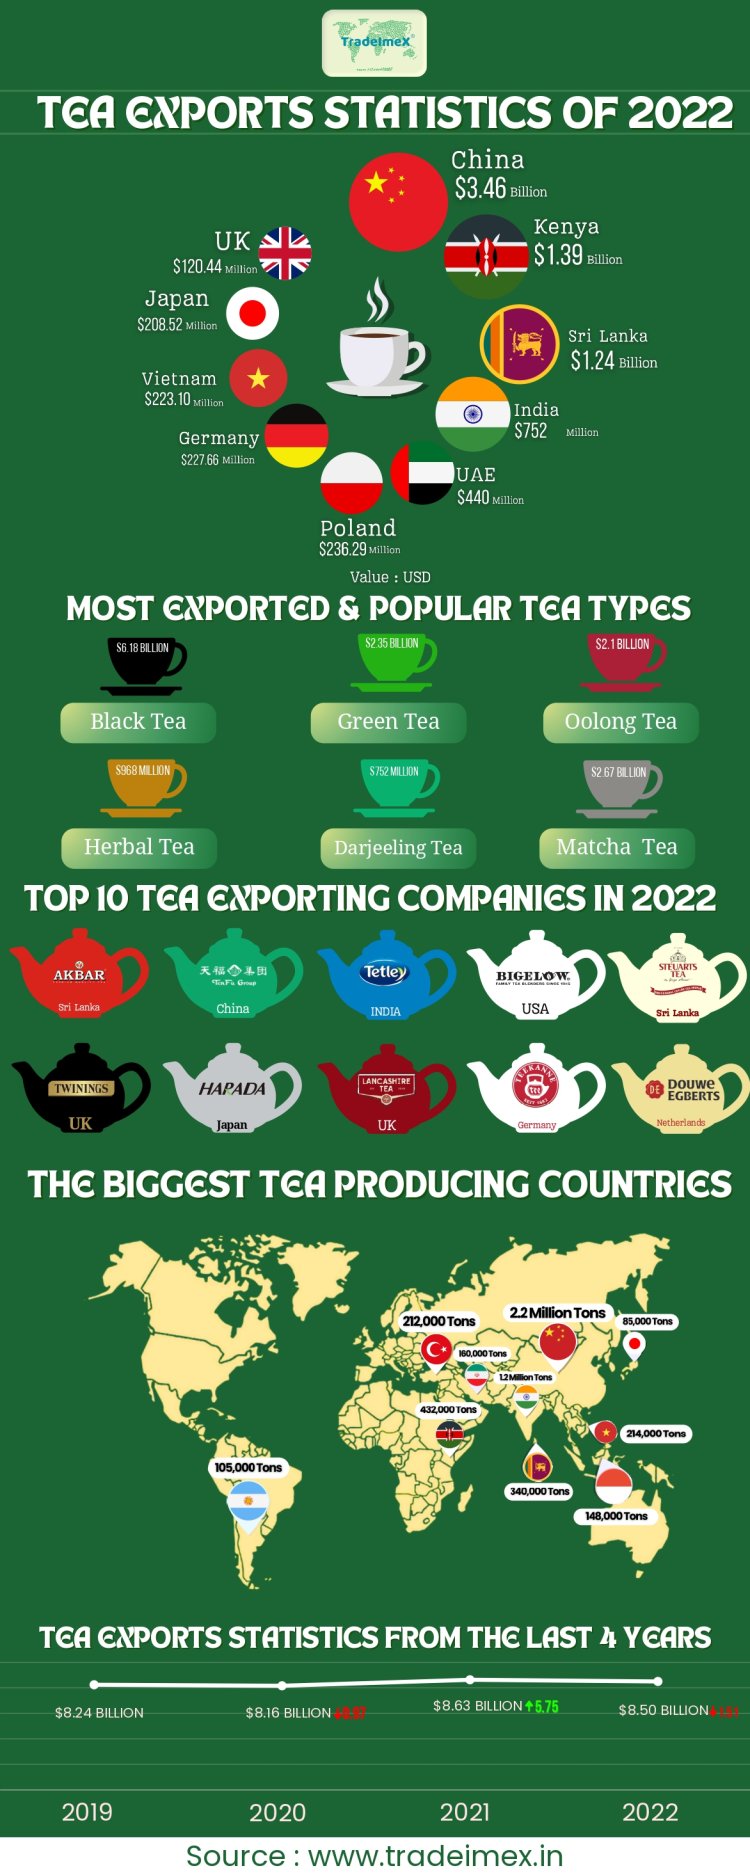 TradeImeX
TEA EXPORTS STATISTICS OF 2022
China
$3.46 Billion
Kenya
$1.39 Billion
UK
$120.44 Million
Japan
$208.52 Million
Sri Lanka
$1.24 Billion
Vietnam
$223.10 Million
India
$752 Million
Germany
$227.66 Million
UAE
$440 Million
Poland
$236.29 Million
Value : USD
MOST EXPORTED & POPULAR TEA TYPES
$6.18 BILLION
$2.35 BILLION
$2.1 BILLION
Black Tea
Green Tea
Oolong Tea
$968 MILLION
$752 MILLION
$2.67 BILLION
Herbal Tea
Darjeeling Tea
Matcha Tea
TOP 10 TEA EXPORTING COMPANIES IN 2022
AKBAR
Sri Lanka
天福集团
TenFu Group
China
Tetley
INDIA
BIGELOW
FAMILY TEA BLENDERS SINCE 1945
USA
STEUARTS
TEA
Sri Lanka
TWININGS
UK
HARADA
Japan
LANCASHIRE
TEA
UK
TEEKANNE
Germany
DE
DOUWE
EGBERTS
Netherlands
THE BIGGEST TEA PRODUCING COUNTRIES
212,000 Tons
2.2 Million Tons
85,000 Tons
160,000 Tons
1.2 Million Tons
432,000 Tons
214,000 Tons
105,000 Tons
340,000 Tons
148,000 Tons
TEA EXPORTS STATISTICS FROM THE LAST 4 YEARS
$8.24 BILLION
$8.16 BILLION
$8.63 BILLION 5.75
$8.50 BILLION
2019
2020
2021
2022
Source : www.tradeimex.in